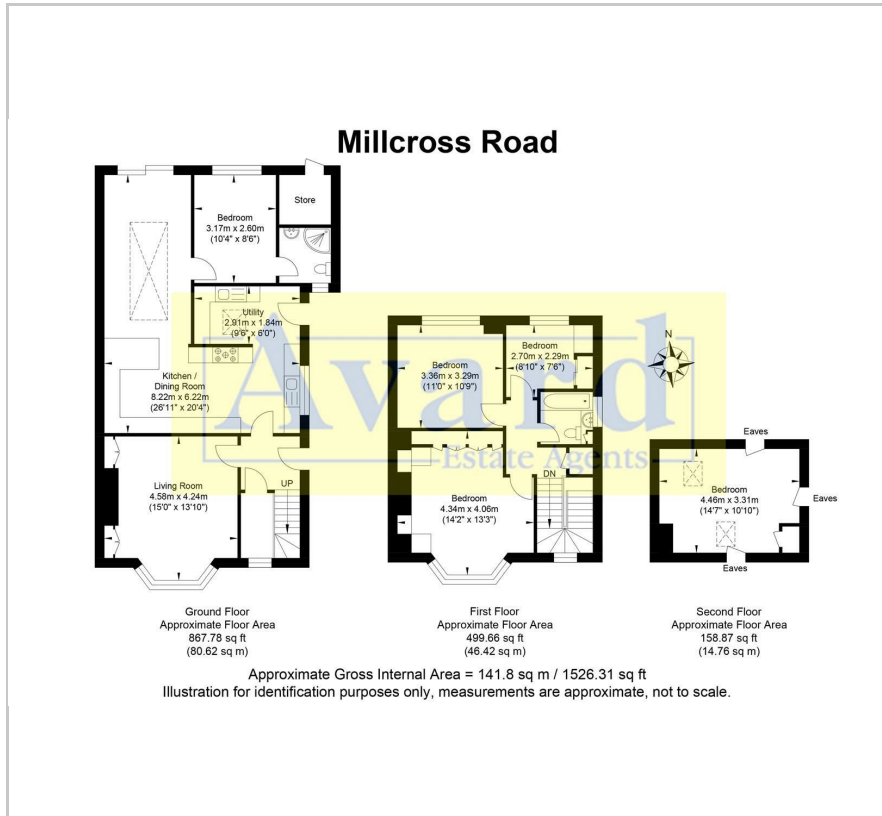 Millcross Road
Store
Bedroom
3.17m x 2.60m
(10'4" x 8'6")
Utility
2.91m x 1.84m
(9'6" x 6'0")
Kitchen /
Dining Room
8.22m x 6.22m
(26'11" x 20'4")
Living Room
4.58m x 4.24m
(15'0" x 13'10")
UP
Ground Floor
Approximate Floor Area
867.78 sq ft
(80.62 sq m)
Bedroom
3.36m x 3.29m
(11'0" x 10'9")
Bedroom
2.70m x 2.29m
(8'10" x 7'6")
Bedroom
4.34m x 4.06m
(14'2" x 13'3")
DN
First Floor
Approximate Floor Area
499.66 sq ft
(46.42 sq m)
N
Eaves
Bedroom
4.46m x 3.31m
(14'7" x 10'10")
Eaves
Eaves
Second Floor
Approximate Floor Area
158.87 sq ft
(14.76 sq m)
Avard
Estate Agents
Approximate Gross Internal Area = 141.8 sq m / 1526.31 sq ft
Illustration for identification purposes only, measurements are approximate, not to scale.